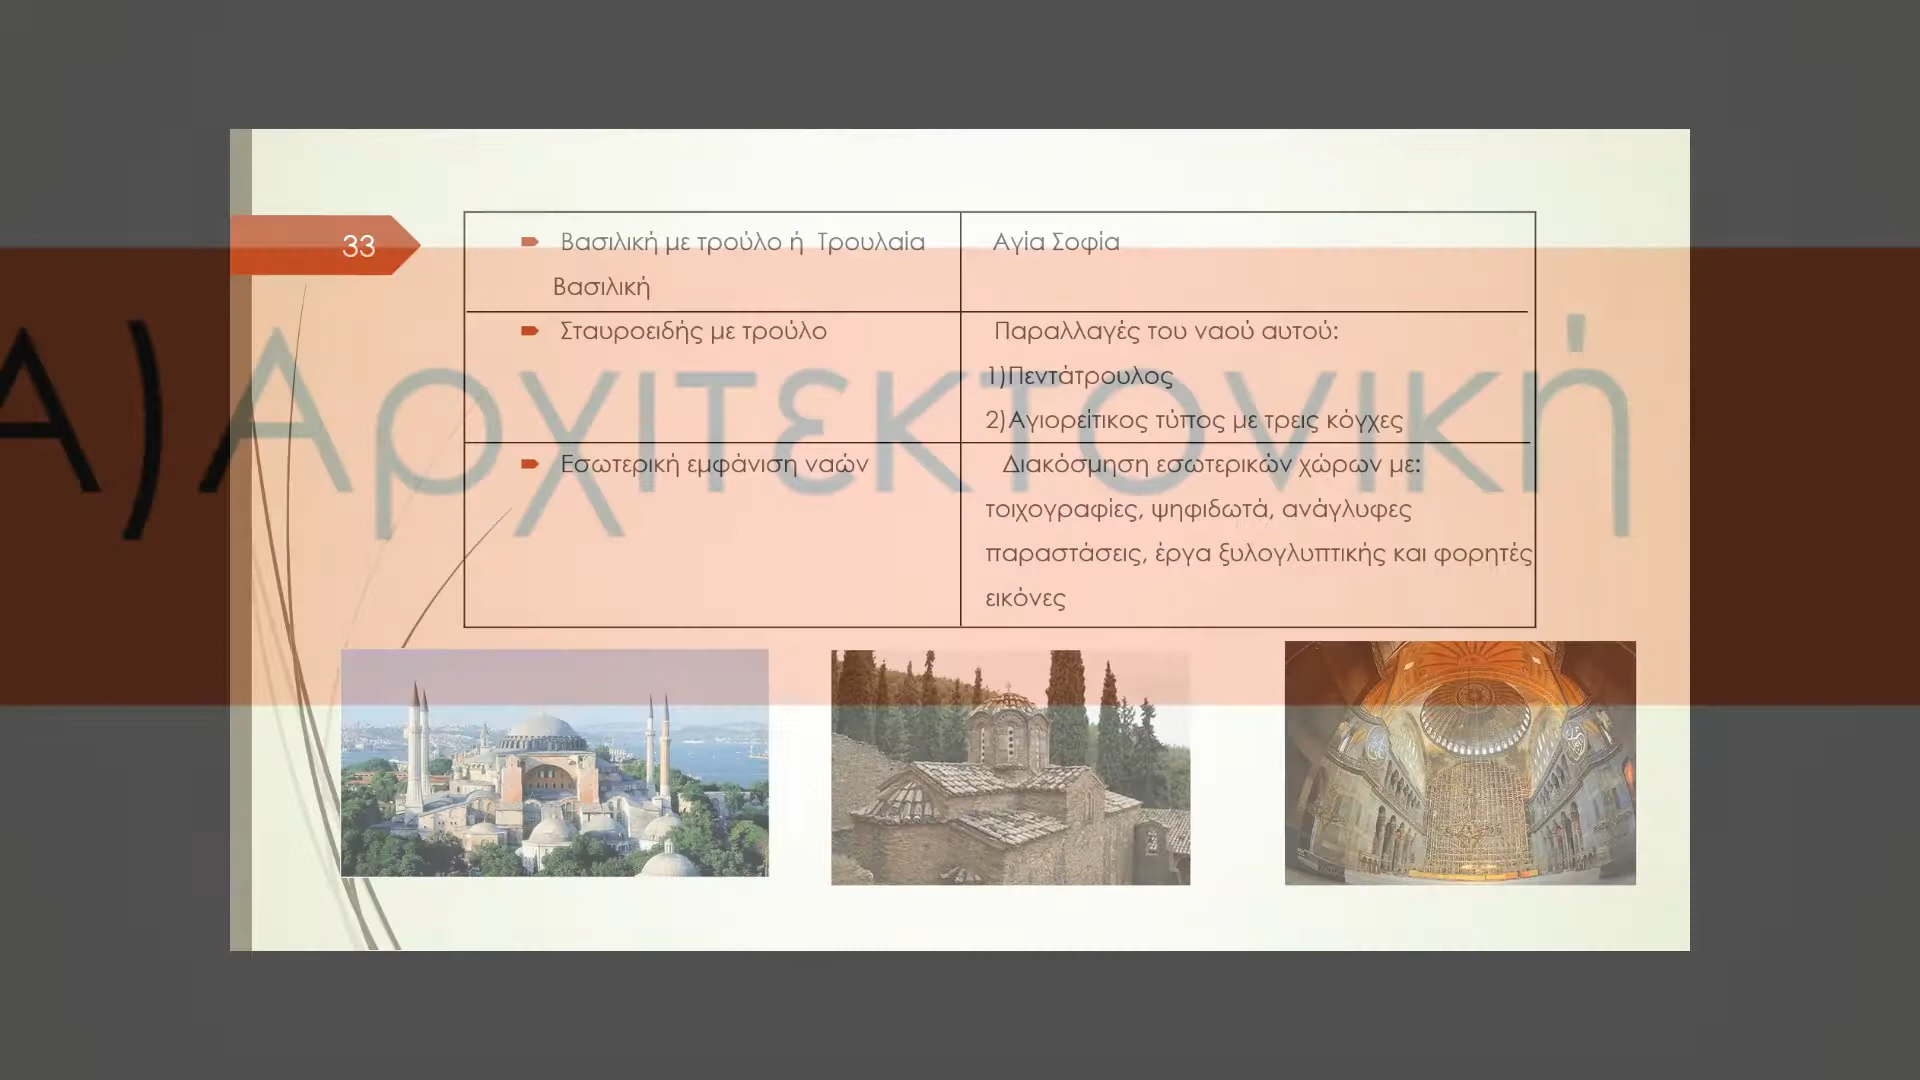 33
Βασιλική με τρούλο ή Τρουλαία
Βασιλική
Αγία Σοφία
Σταυροειδής με τρούλο
Παραλλαγές του ναού αυτού:
1)Πεντάτρουλος
2)Αγιορείτικος τύπος με τρεις κόγχες
Εσωτερική εμφάνιση ναών
Διακόσμηση εσωτερικών χώρων με:
τοιχογραφίες, ψηφιδωτά, ανάγλυφες
παραστάσεις, έργα ξυλογλυπτικής και φορητές
εικόνες
Α)Αρχιτεκτονική